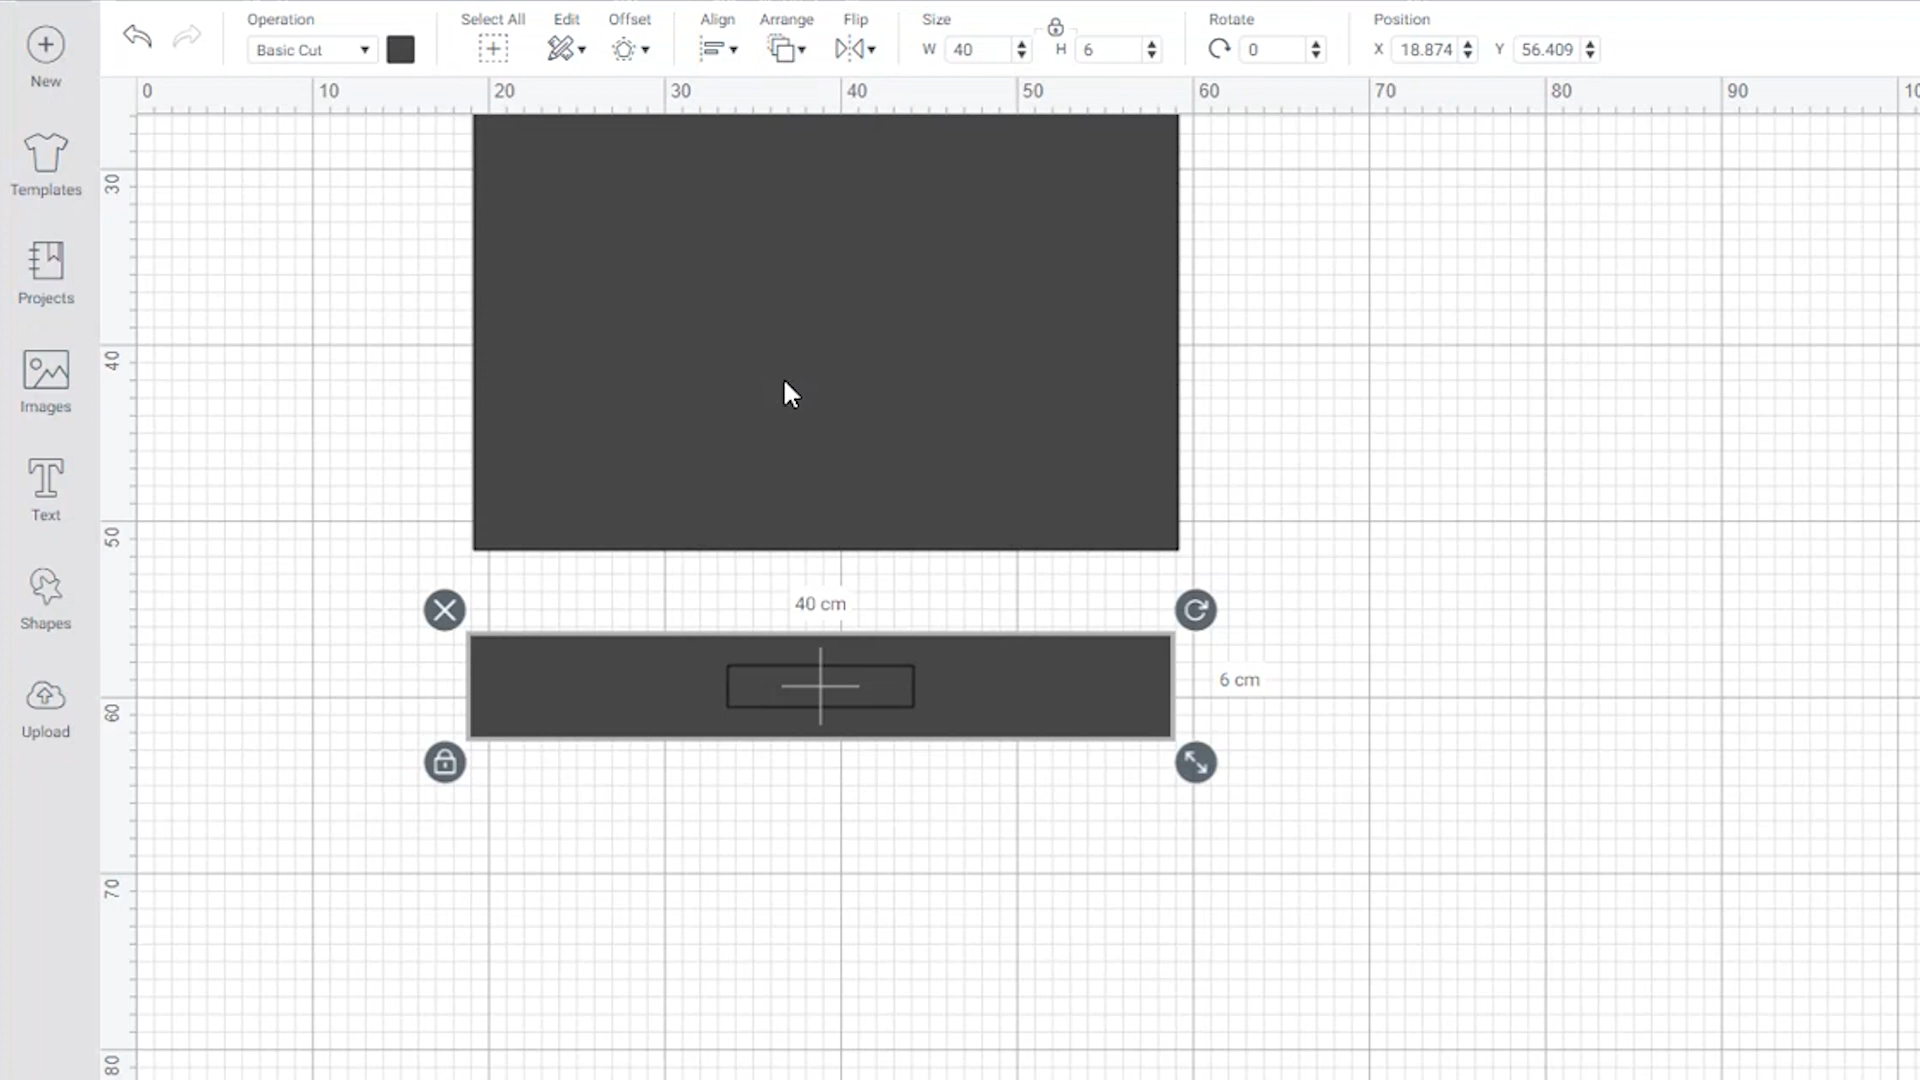 Operation
Select All
Edit
Offset
Align
Arrange
Flip
Size
Rotate
Position
Basic Cut
W 40
H 6
0
X 18.874
Y 56.409
New
Templates
Projects
Images
Text
Shapes
Upload
0 10 20 30 40 50 60 70 80 90 10
30
40
50
60
70
80
40 cm
6 cm